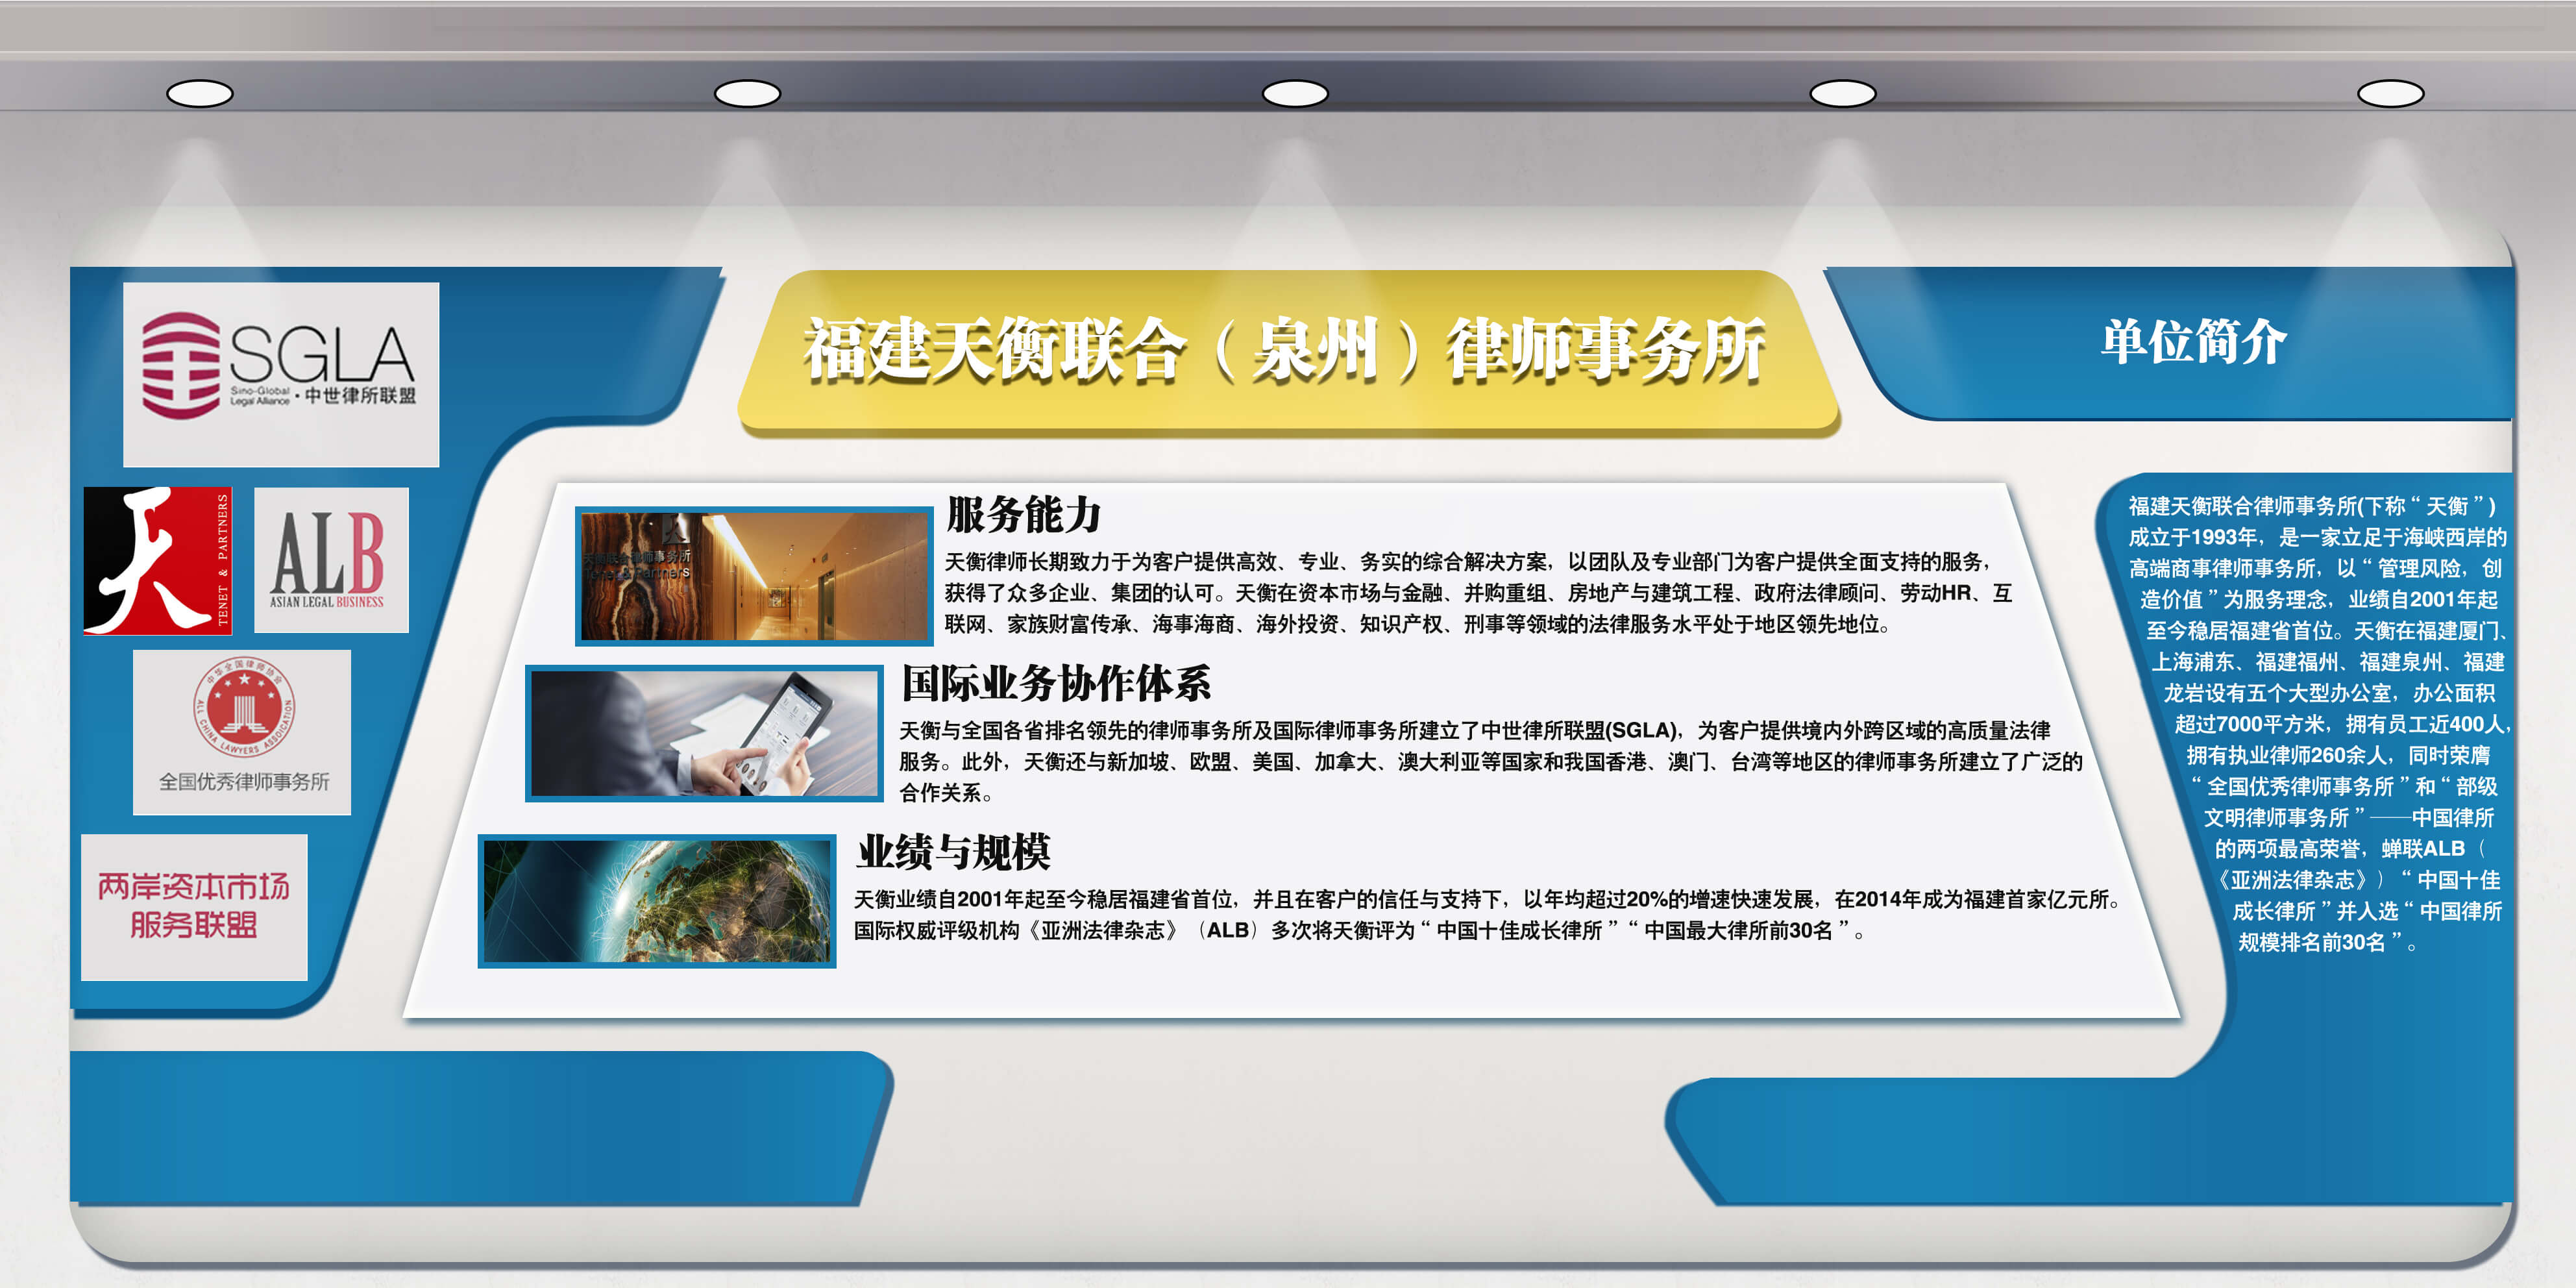 福建天衡联合（泉州）律师事务所
单位简介
SGLA
Sino-Global
Legal Alliance
·中世律所联盟
天
TENET & PARTNERS
ALB
ASIAN LEGAL BUSINESS
中华全国律师协会
ALL CHINA LAWYERS ASSOICATION
全国优秀律师事务所
两岸资本市场
服务联盟
天衡联合律师事务所
Tenet & Partners
服务能力
天衡律师长期致力于为客户提供高效、专业、务实的综合解决方案，以团队及专业部门为客户提供全面支持的服务，
获得了众多企业、集团的认可。天衡在资本市场与金融、并购重组、房地产与建筑工程、政府法律顾问、劳动HR、互
联网、家族财富传承、海事海商、海外投资、知识产权、刑事等领域的法律服务水平处于地区领先地位。
国际业务协作体系
天衡与全国各省排名领先的律师事务所及国际律师事务所建立了中世律所联盟(SGLA)，为客户提供境内外跨区域的高质量法律
服务。此外，天衡还与新加坡、欧盟、美国、加拿大、澳大利亚等国家和我国香港、澳门、台湾等地区的律师事务所建立了广泛的
合作关系。
业绩与规模
天衡业绩自2001年起至今稳居福建省首位，并且在客户的信任与支持下，以年均超过20%的增速快速发展，在2014年成为福建首家亿元所。
国际权威评级机构《亚洲法律杂志》（ALB）多次将天衡评为“中国十佳成长律所”“中国最大律所前30名”。
福建天衡联合律师事务所(下称“天衡”)
成立于1993年，是一家立足于海峡西岸的
高端商事律师事务所，以“管理风险，创
造价值”为服务理念，业绩自2001年起
至今稳居福建省首位。天衡在福建厦门、
上海浦东、福建福州、福建泉州、福建
龙岩设有五个大型办公室，办公面积
超过7000平方米，拥有员工近400人，
拥有执业律师260余人，同时荣膺
“全国优秀律师事务所”和“部级
文明律师事务所”——中国律所
的两项最高荣誉，蝉联ALB（
《亚洲法律杂志》）“中国十佳
成长律所”并入选“中国律所
规模排名前30名”。